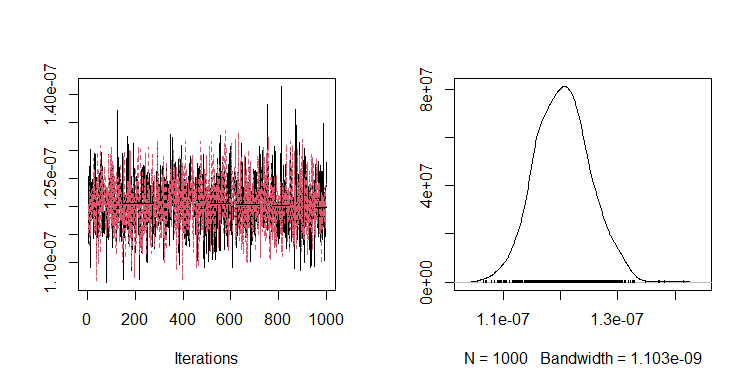 1.40e-07
1.25e-07
1.10e-07
0 200 400 600 800 1000
Iterations
8e+07
4e+07
0e+00
1.1e-07 1.3e-07
N = 1000 Bandwidth = 1.103e-09